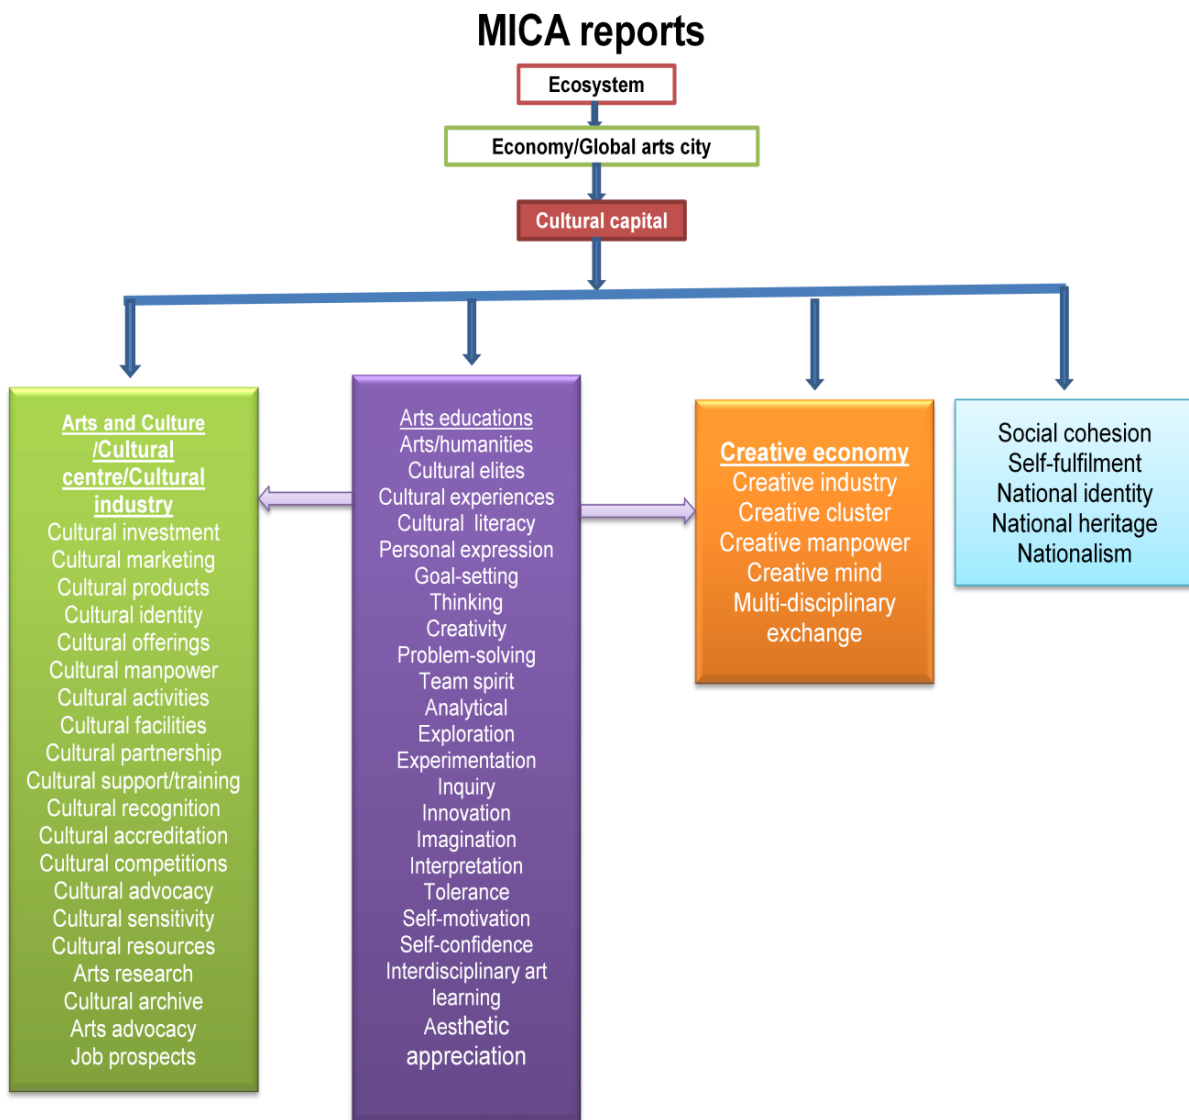 MICA reports
Ecosystem
Economy/Global arts city
Cultural capital
Arts and Culture
/Cultural
centre/Cultural
industry
Cultural investment
Cultural marketing
Cultural products
Cultural identity
Cultural offerings
Cultural manpower
Cultural activities
Cultural facilities
Cultural partnership
Cultural support/training
Cultural recognition
Cultural accreditation
Cultural competitions
Cultural advocacy
Cultural sensitivity
Cultural resources
Arts research
Cultural archive
Arts advocacy
Job prospects
Arts educations
Arts/humanities
Cultural elites
Cultural experiences
Cultural literacy
Personal expression
Goal-setting
Thinking
Creativity
Problem-solving
Team spirit
Analytical
Exploration
Experimentation
Inquiry
Innovation
Imagination
Interpretation
Tolerance
Self-motivation
Self-confidence
Interdisciplinary art
learning
Aesthetic
appreciation
Creative economy
Creative industry
Creative cluster
Creative manpower
Creative mind
Multi-disciplinary
exchange
Social cohesion
Self-fulfilment
National identity
National heritage
Nationalism